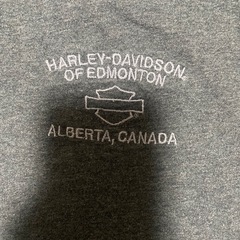 HARLEY-DAVIDSON
OF EDMONTON
ALBERTA, CANADA